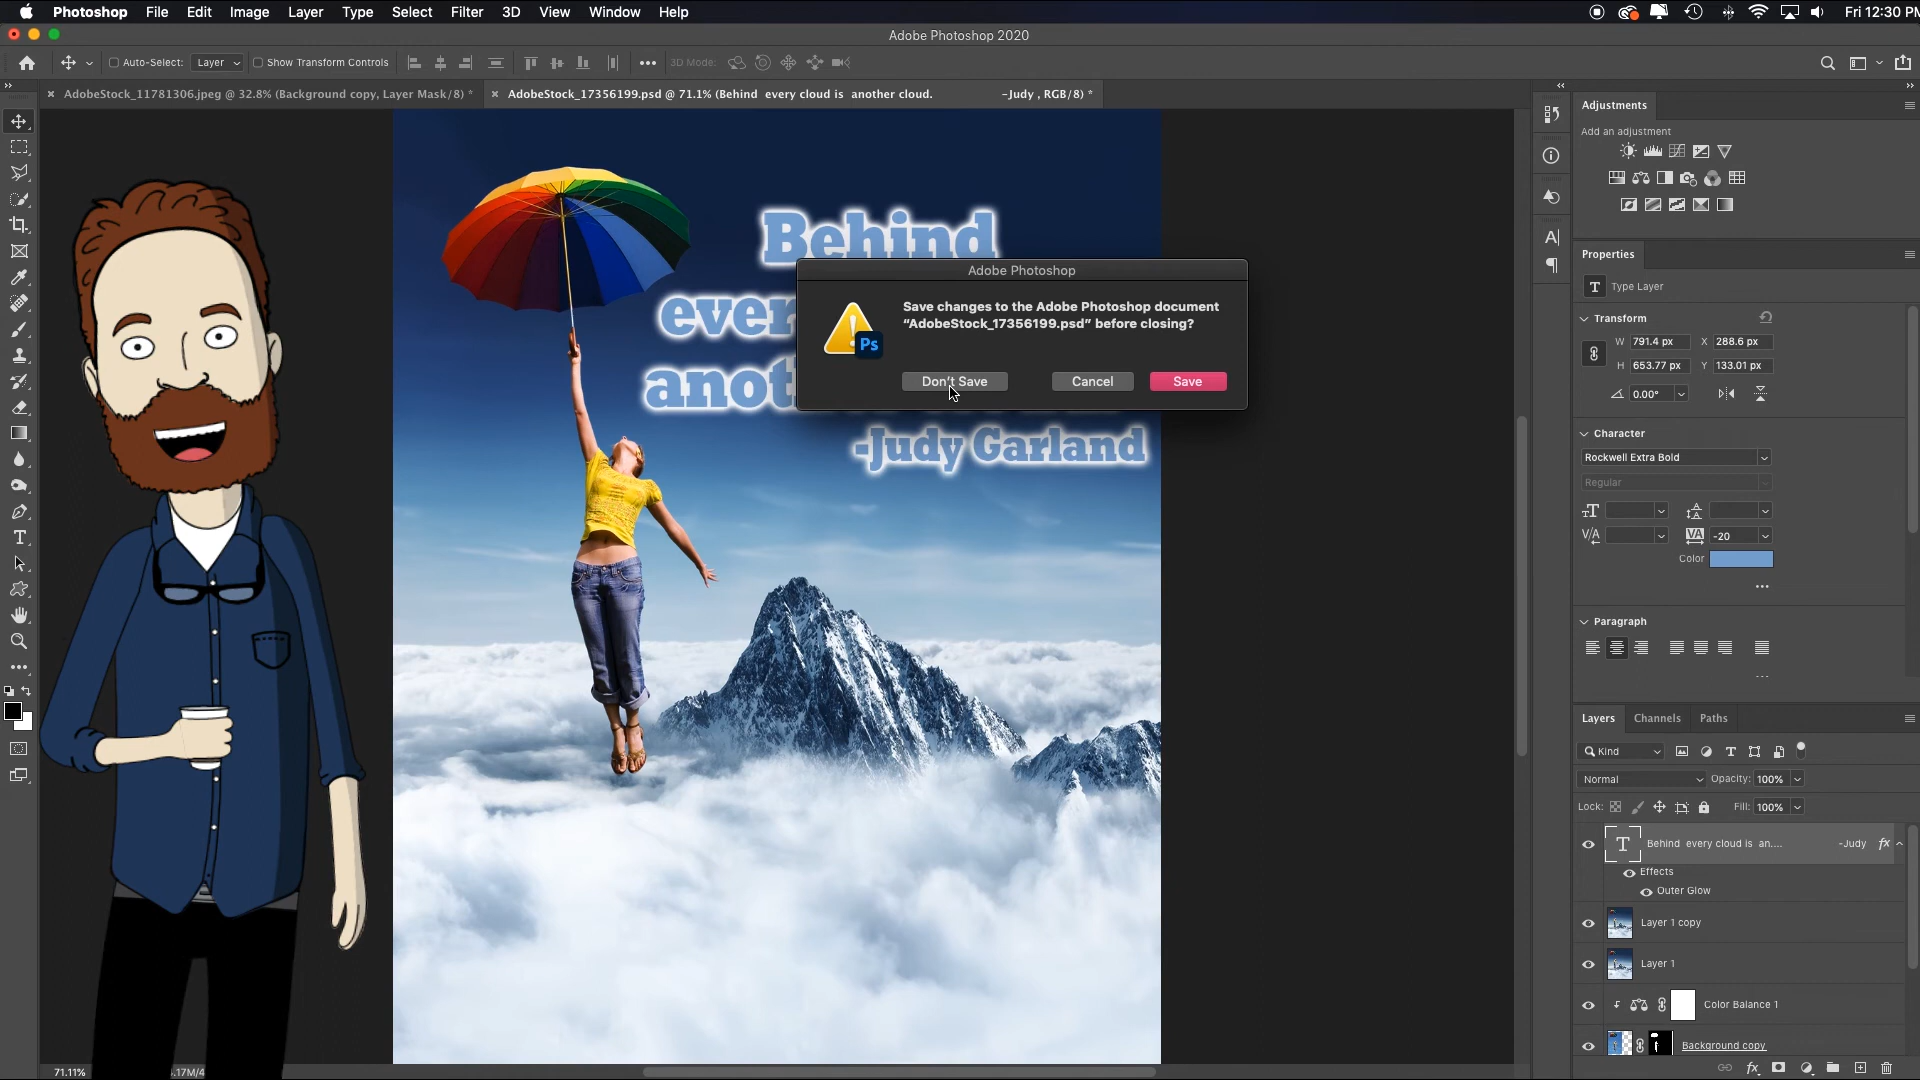 Photoshop File Edit Image Layer Type Select Filter 3D View Window Help Fri 12:30 PM
Adobe Photoshop 2020
Auto-Select: Layer Show Transform Controls 3D Mode:
AdobeStock_11781306.jpeg @ 32.8% (Background copy, Layer Mask/8) *
AdobeStock_17356199.psd @ 71.1% (Behind every cloud is another cloud. -Judy , RGB/8) *
Behind
ever
anot
-Judy Garland
Adobe Photoshop
Save changes to the Adobe Photoshop document
“AdobeStock_17356199.psd” before closing?
Ps
Don't Save Cancel Save
Adjustments
Add an adjustment
Properties
T Type Layer
Transform
W 791.4 px X 288.6 px
H 653.77 px Y 133.01 px
0.00°
Character
Rockwell Extra Bold
Regular
-20
Color
Paragraph
Layers Channels Paths
Kind
Normal Opacity: 100%
Lock: Fill: 100%
T Behind every cloud is an.... -Judy fx
Effects
Outer Glow
Layer 1 copy
Layer 1
Color Balance 1
Background copy
71.11% .17M/4